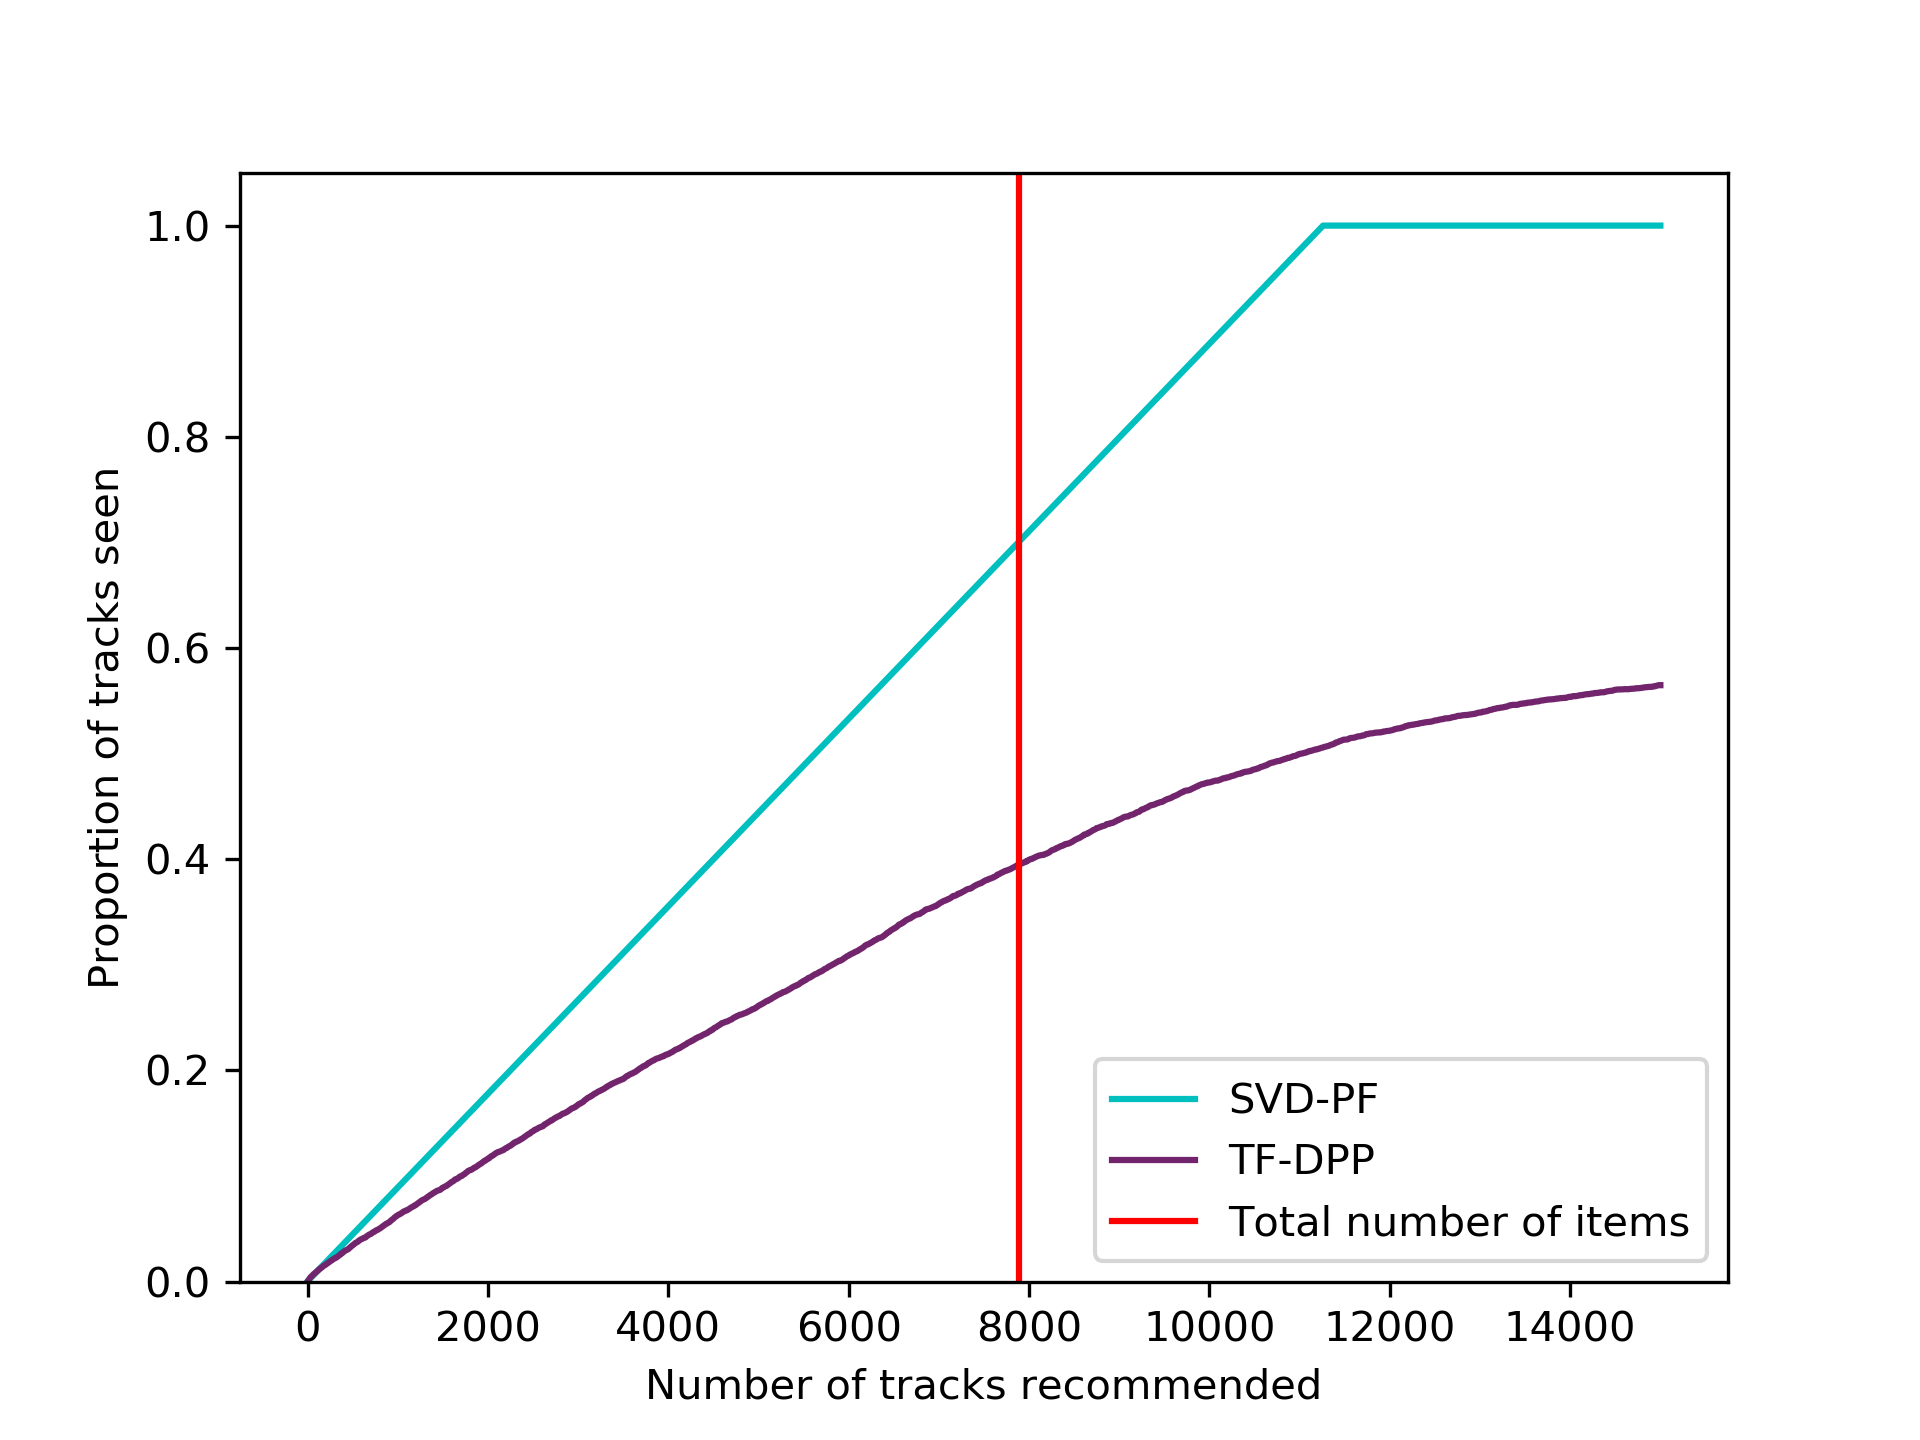 1.0
0.8
0.6
0.4
0.2
0.0
Proportion of tracks seen
0 2000 4000 6000 8000 10000 12000 14000
Number of tracks recommended
SVD-PF
TF-DPP
Total number of items